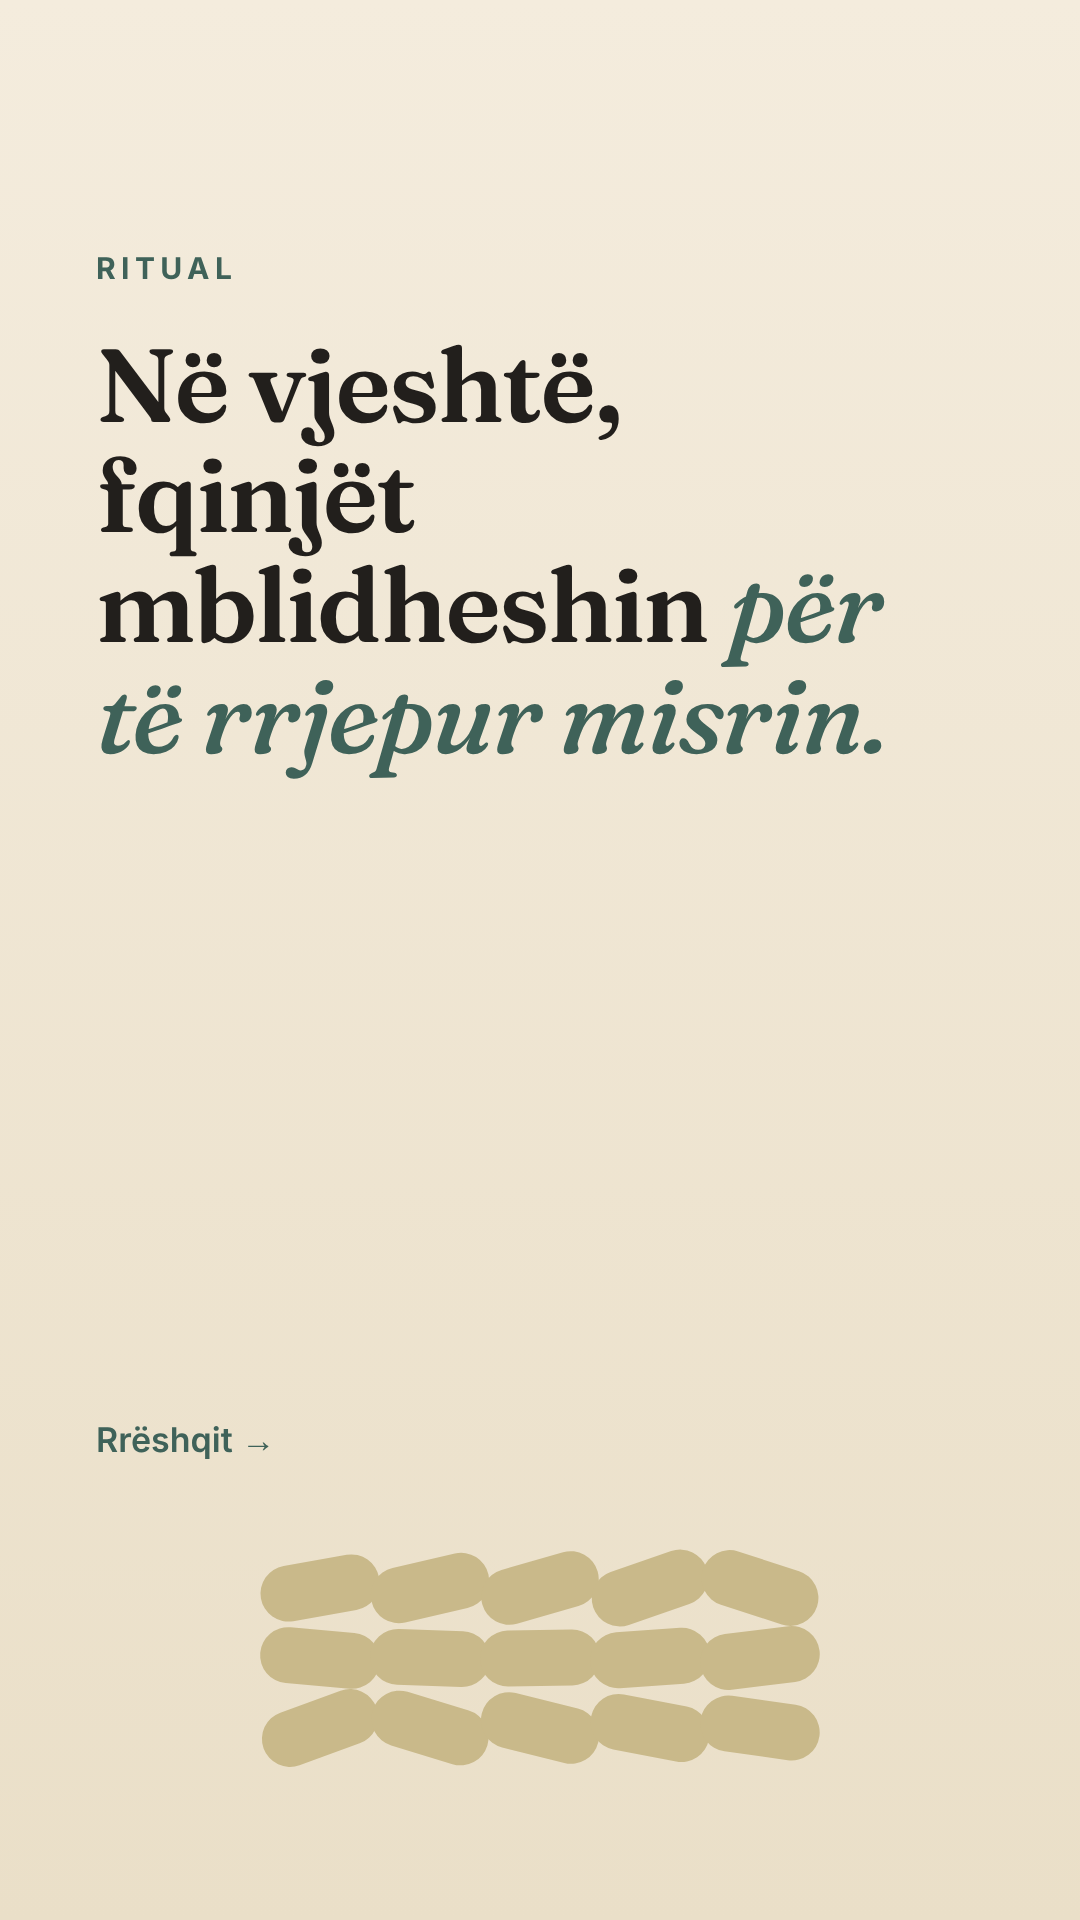 RITUAL
Në vjeshtë,
fqinjët
mblidheshin për
të rrjepur misrin.
Rrëshqit →